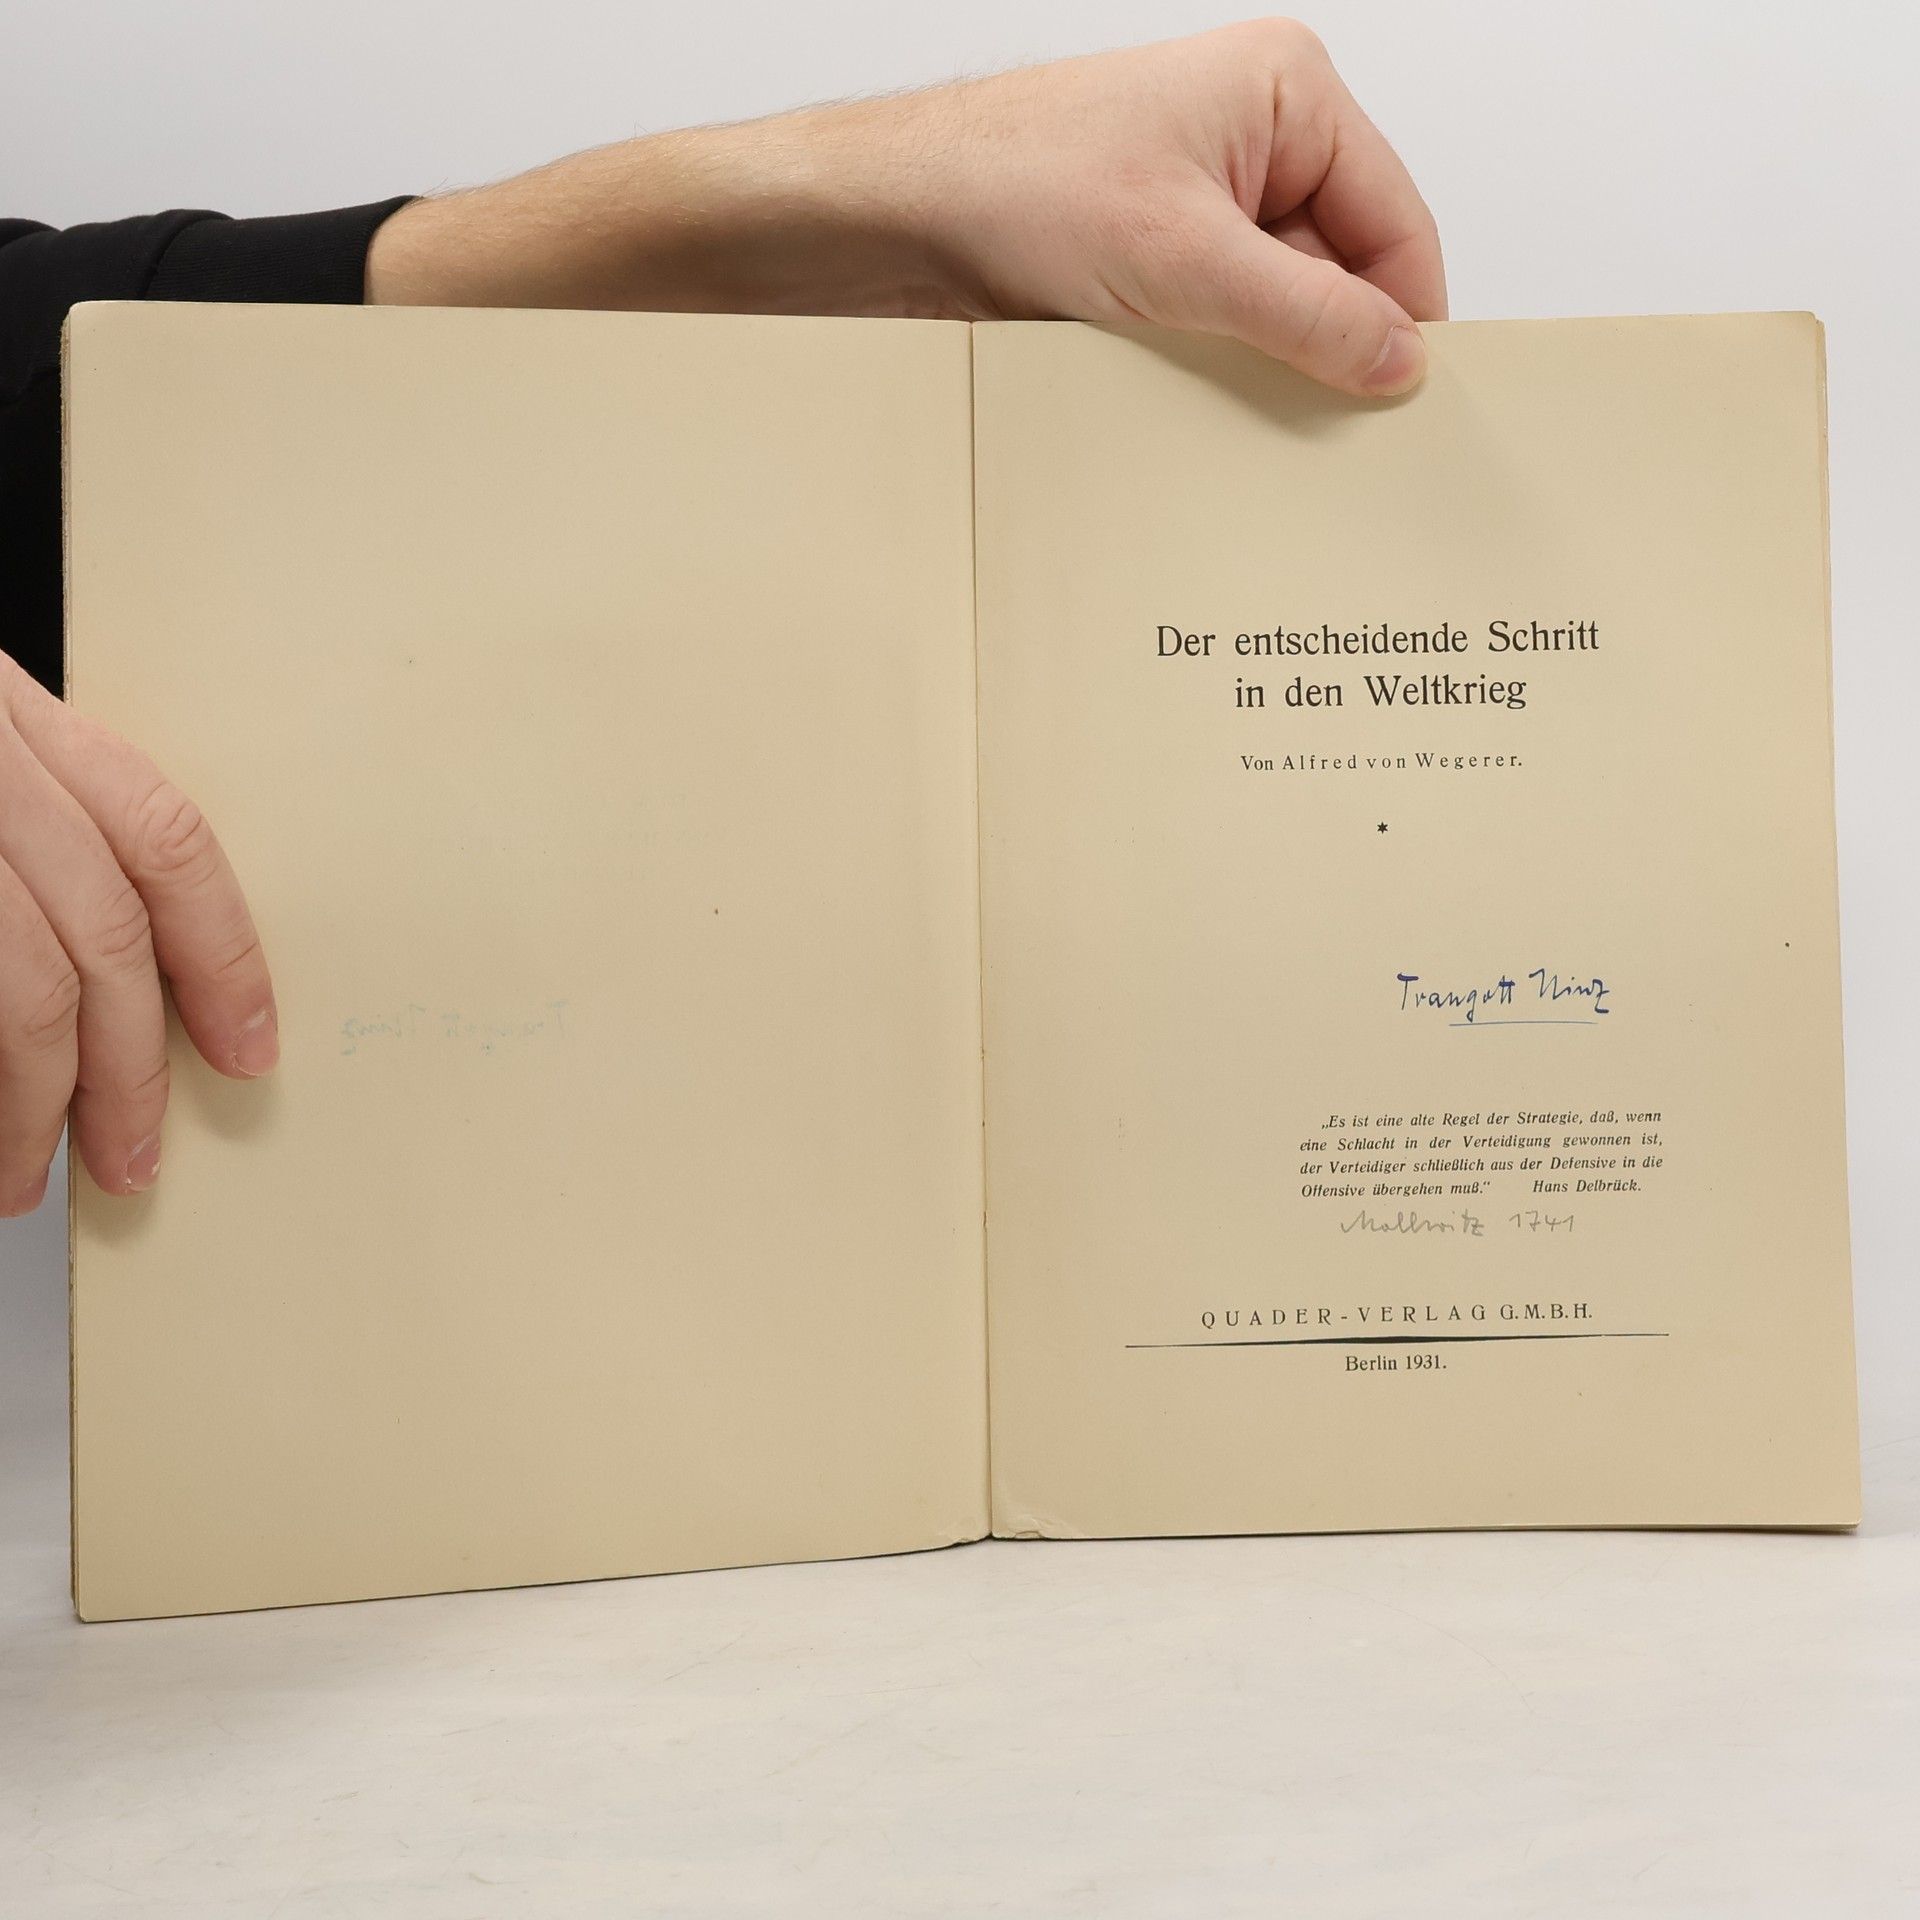 Der entscheidende Schritt
in den Weltkrieg
Von Alfred von Wegerer.
*
Traugott
„Es ist eine alte Regel der Strategie, daß, wenn
eine Schlacht in der Verteidigung gewonnen ist,
der Verteidiger schließlich aus der Defensive in die
Offensive übergehen muß.“ Hans Delbrück.
Mollwitz 1741
QUADER-VERLAG G.M.B.H.
Berlin 1931.